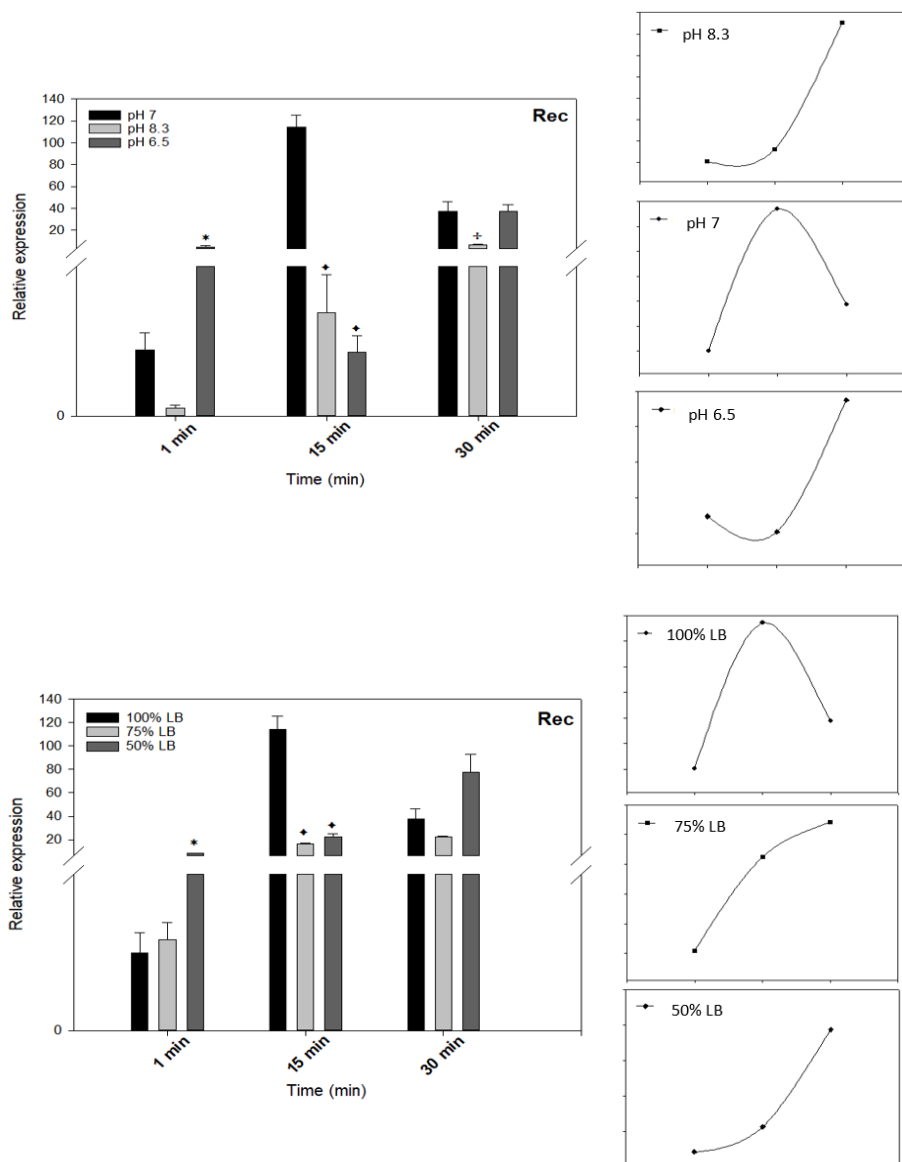 pH 7
pH 8.3
pH 6.5
Rec
140
120
100
80
60
40
20
0
Relative expression
*
✦
✦
÷
1 min
15 min
30 min
Time (min)
pH 8.3
pH 7
pH 6.5
100% LB
75% LB
50% LB
Rec
140
120
100
80
60
40
20
0
Relative expression
*
✦
✦
1 min
15 min
30 min
Time (min)
100% LB
75% LB
50% LB